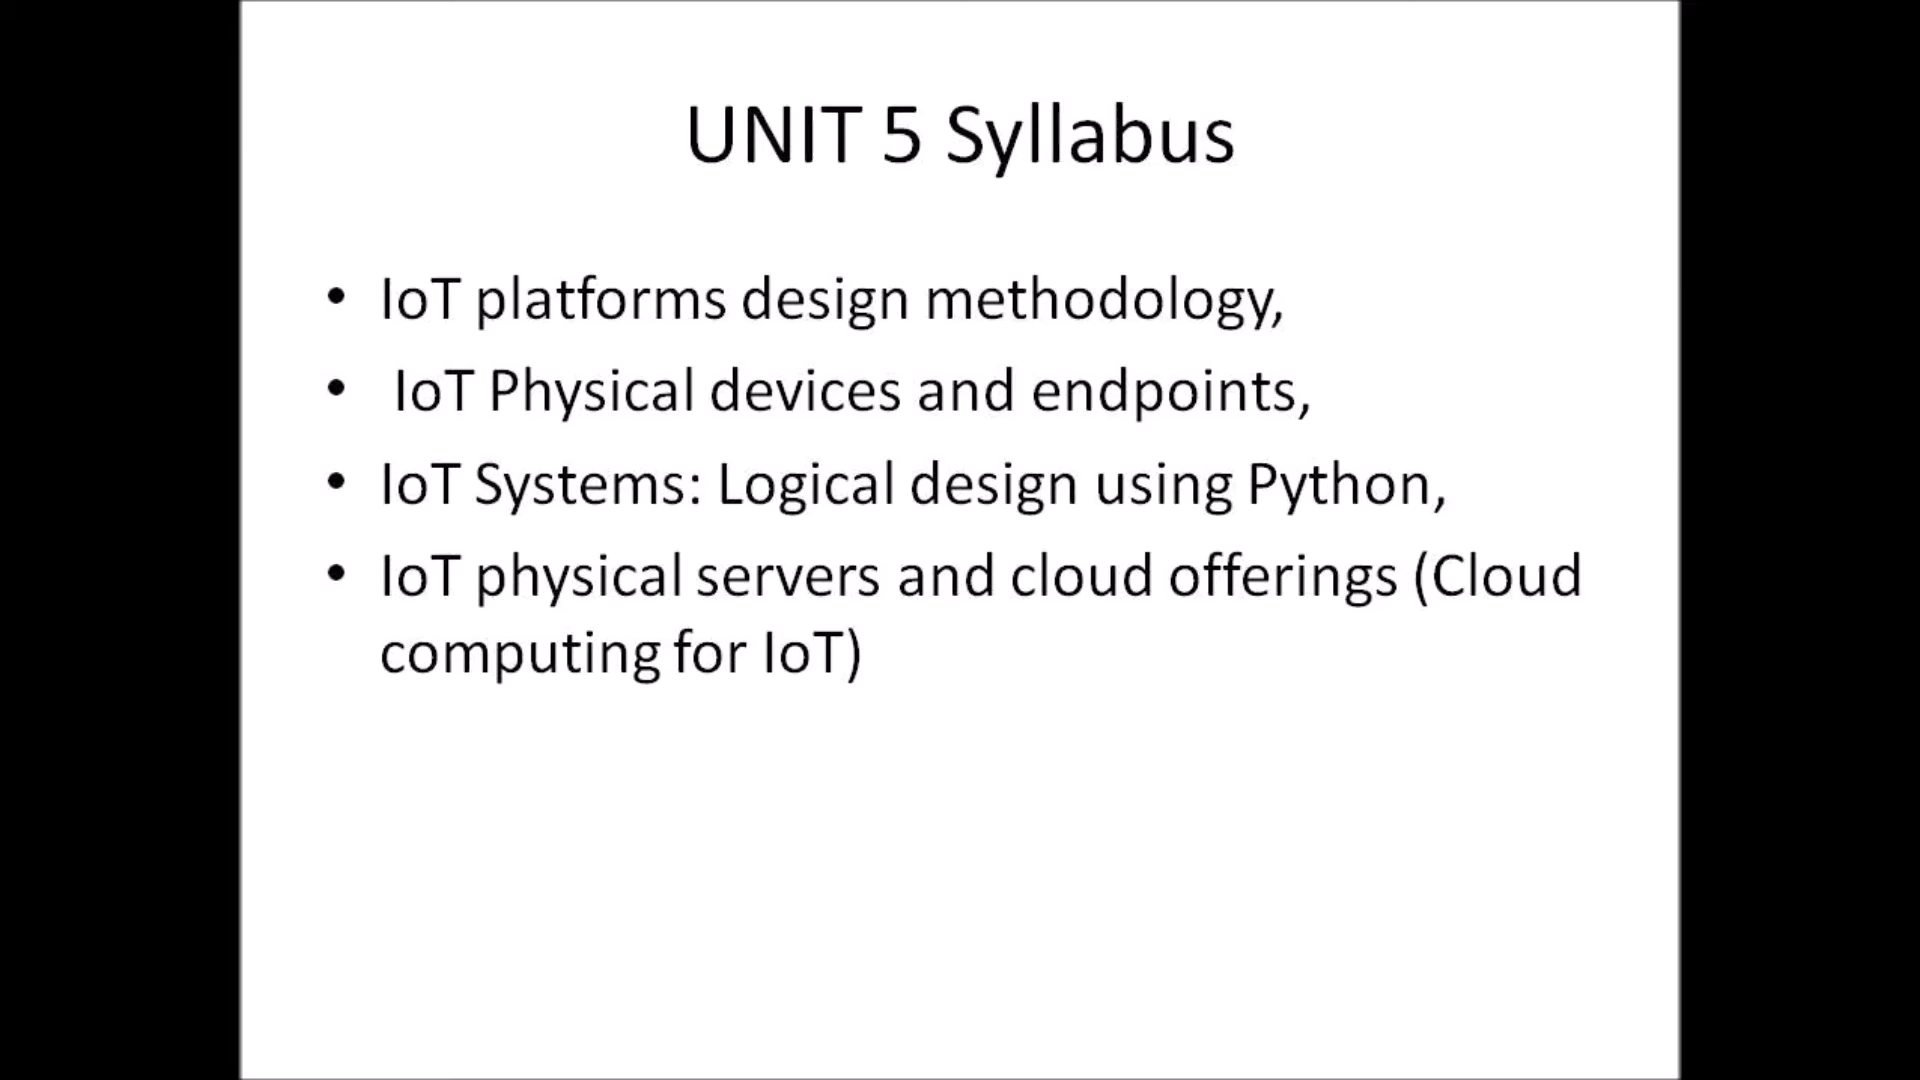 UNIT 5 Syllabus
• IoT platforms design methodology,
• IoT Physical devices and endpoints,
• IoT Systems: Logical design using Python,
• IoT physical servers and cloud offerings (Cloud
computing for IoT)